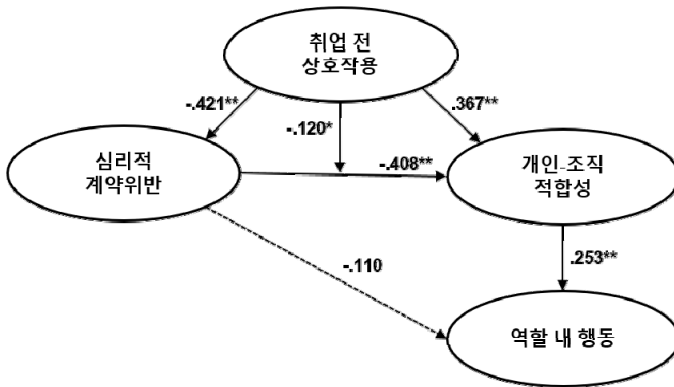 취업 전
상호작용
-.421**
-.120*
.367**
심리적
계약위반
-.408**
개인-조직
적합성
-.110
.253**
역할 내 행동